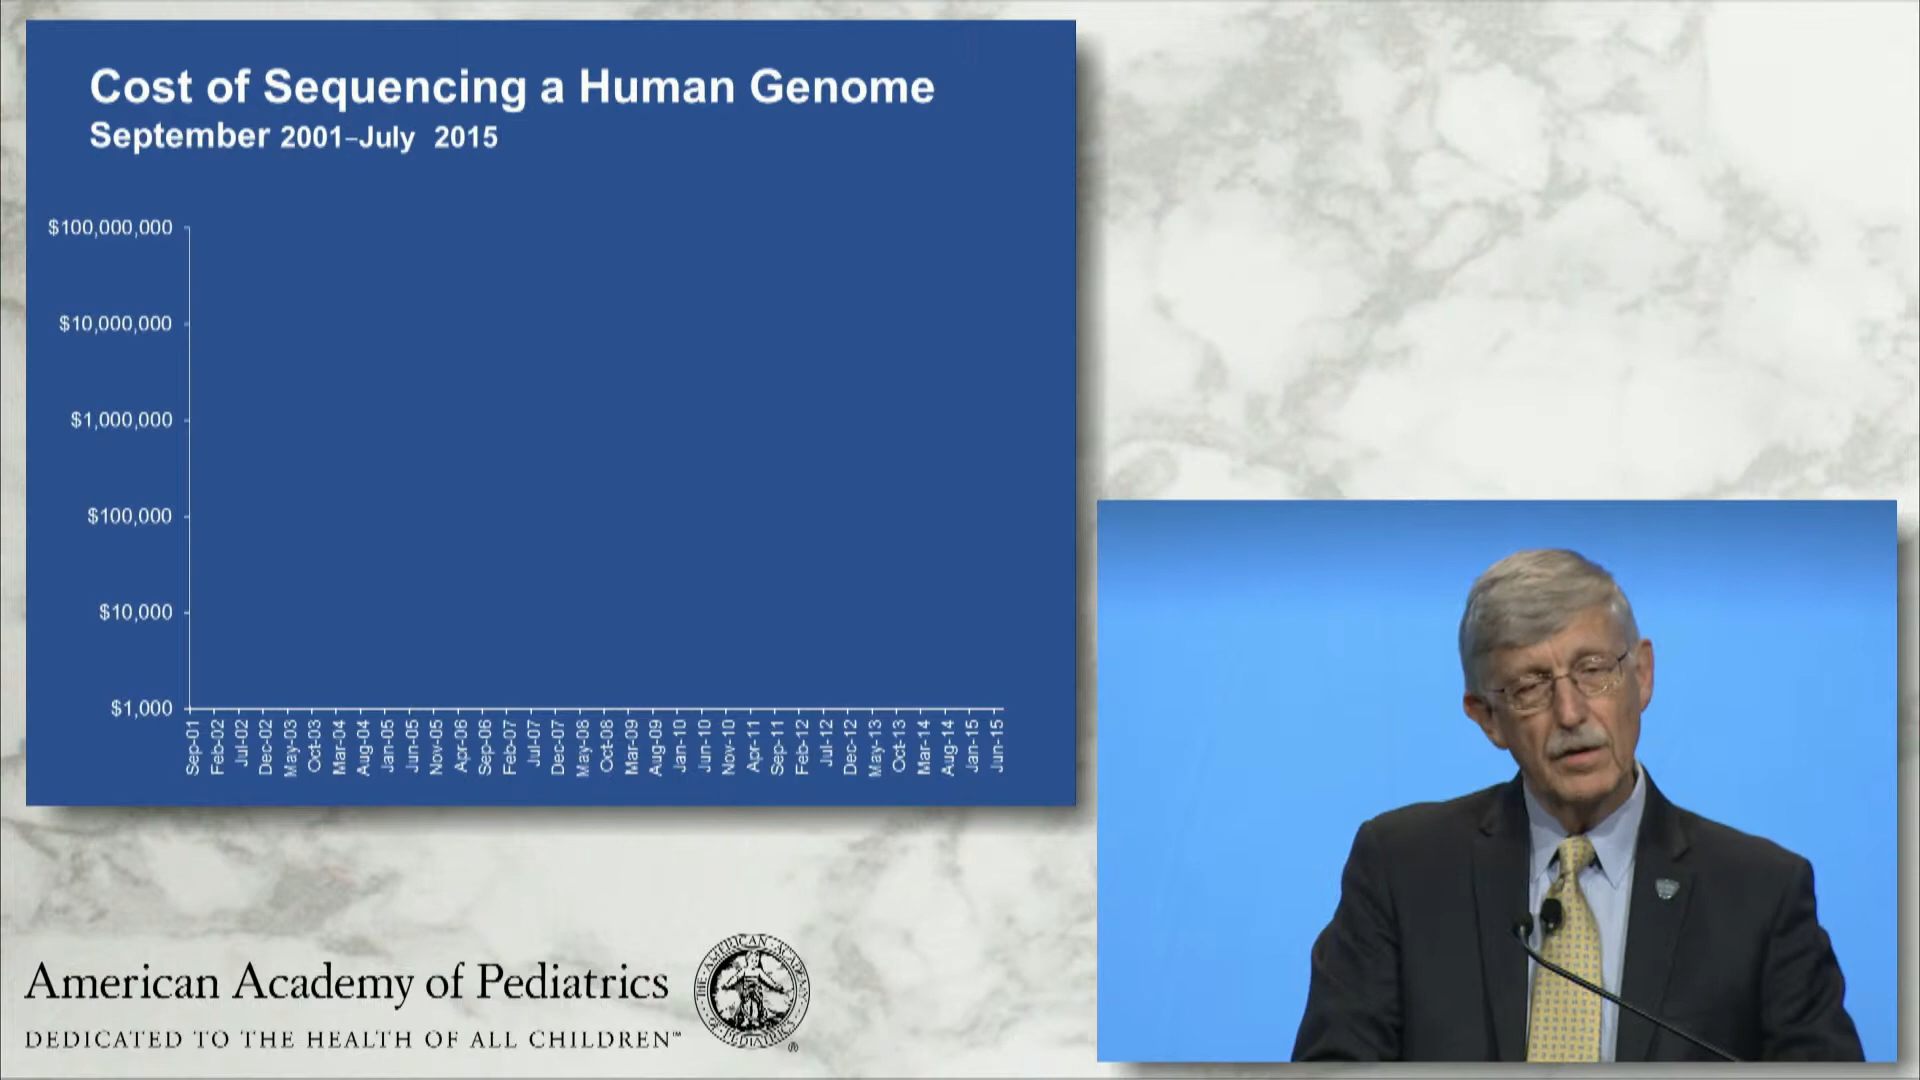 Cost of Sequencing a Human Genome
September 2001–July 2015
$100,000,000
$10,000,000
$1,000,000
$100,000
$10,000
$1,000
Sep-01
Feb-02
Jul-02
Dec-02
May-03
Oct-03
Mar-04
Aug-04
Jan-05
Jun-05
Nov-05
Apr-06
Sep-06
Feb-07
Jul-07
Dec-07
May-08
Oct-08
Mar-09
Aug-09
Jan-10
Jun-10
Nov-10
Apr-11
Sep-11
Feb-12
Jul-12
Dec-12
May-13
Oct-13
Mar-14
Aug-14
Jan-15
Jun-15
American Academy of Pediatrics
DEDICATED TO THE HEALTH OF ALL CHILDREN™
THE AMERICAN ACADEMY OF PEDIATRICS
®